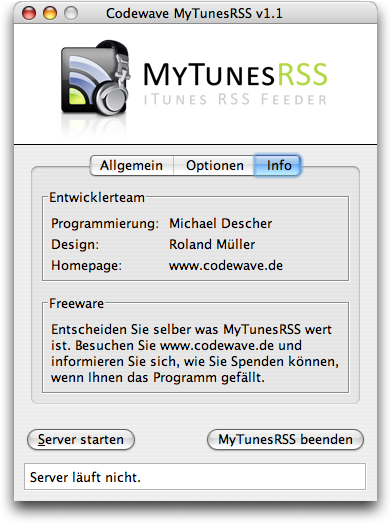 Codewave MyTunesRSS v1.1
MyTunesRSS
iTunes RSS Feeder
Allgemein Optionen Info
Entwicklerteam
Programmierung: Michael Descher
Design: Roland Müller
Homepage: www.codewave.de
Freeware
Entscheiden Sie selber was MyTunesRSS wert
ist. Besuchen Sie www.codewave.de und
informieren Sie sich, wie Sie Spenden können,
wenn Ihnen das Programm gefällt.
Server starten MyTunesRSS beenden
Server läuft nicht.